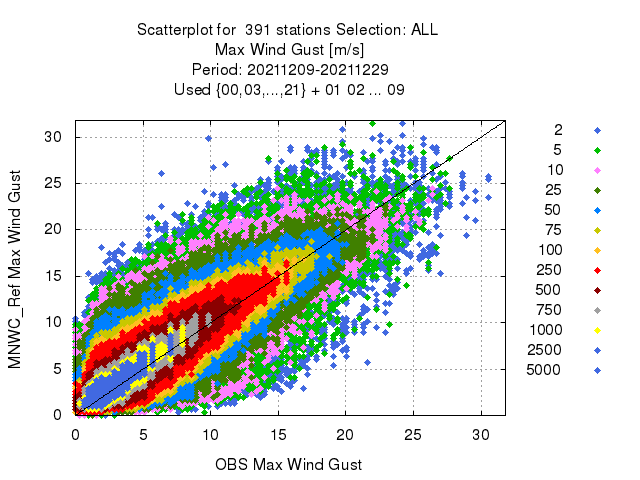 Scatterplot for 391 stations Selection: ALL
Max Wind Gust [m/s]
Period: 20211209-20211229
Used {00,03,...,21} + 01 02 ... 09
MNWC_Ref Max Wind Gust
30
25
20
15
10
5
0
0 5 10 15 20 25 30
OBS Max Wind Gust
2
5
10
25
50
75
100
250
500
750
1000
2500
5000